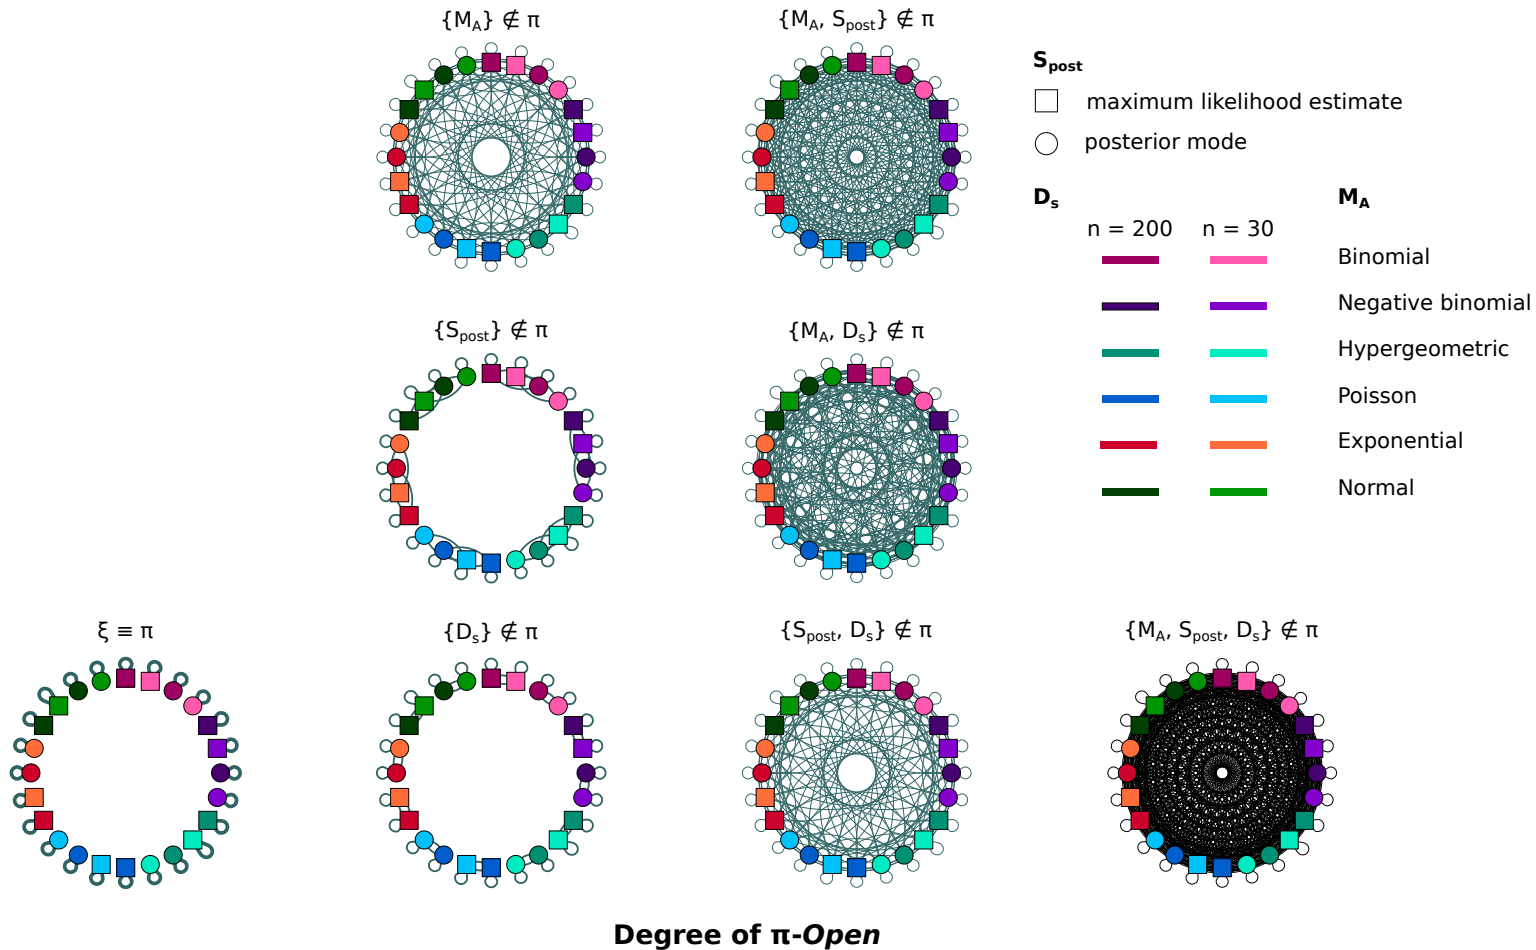 {M_A} ∉ π
{M_A, S_post} ∉ π
S_post
maximum likelihood estimate
posterior mode
D_s M_A
n = 200 n = 30
Binomial
Negative binomial
Hypergeometric
Poisson
Exponential
Normal
{S_post} ∉ π
{M_A, D_s} ∉ π
ξ ≡ π
{D_s} ∉ π
{S_post, D_s} ∉ π
{M_A, S_post, D_s} ∉ π
Degree of π-Open